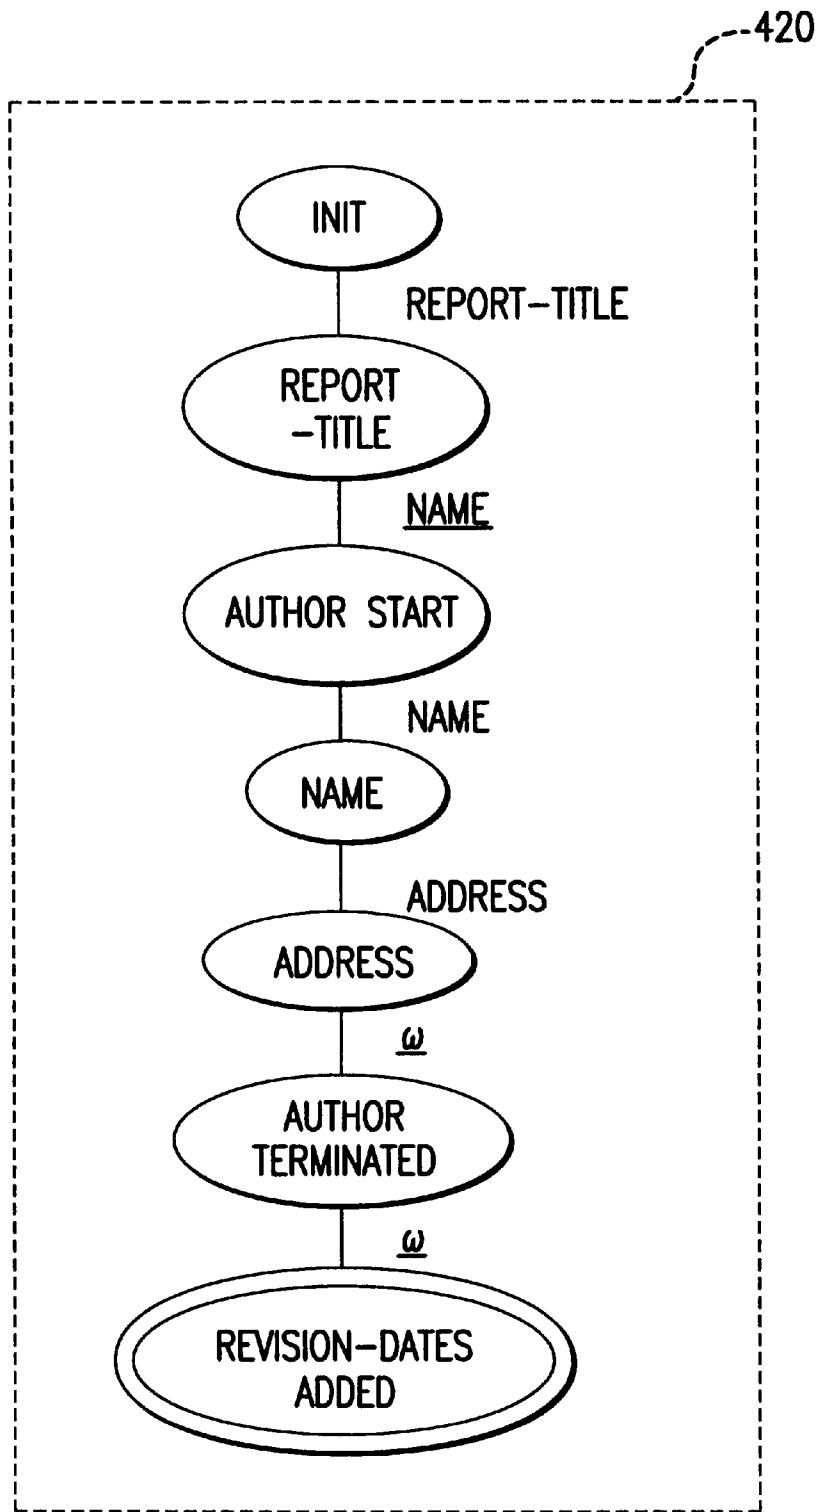 420
INIT
REPORT-TITLE
REPORT
-TITLE
NAME
AUTHOR START
NAME
NAME
ADDRESS
ADDRESS
ω
AUTHOR
TERMINATED
ω
REVISION-DATES
ADDED